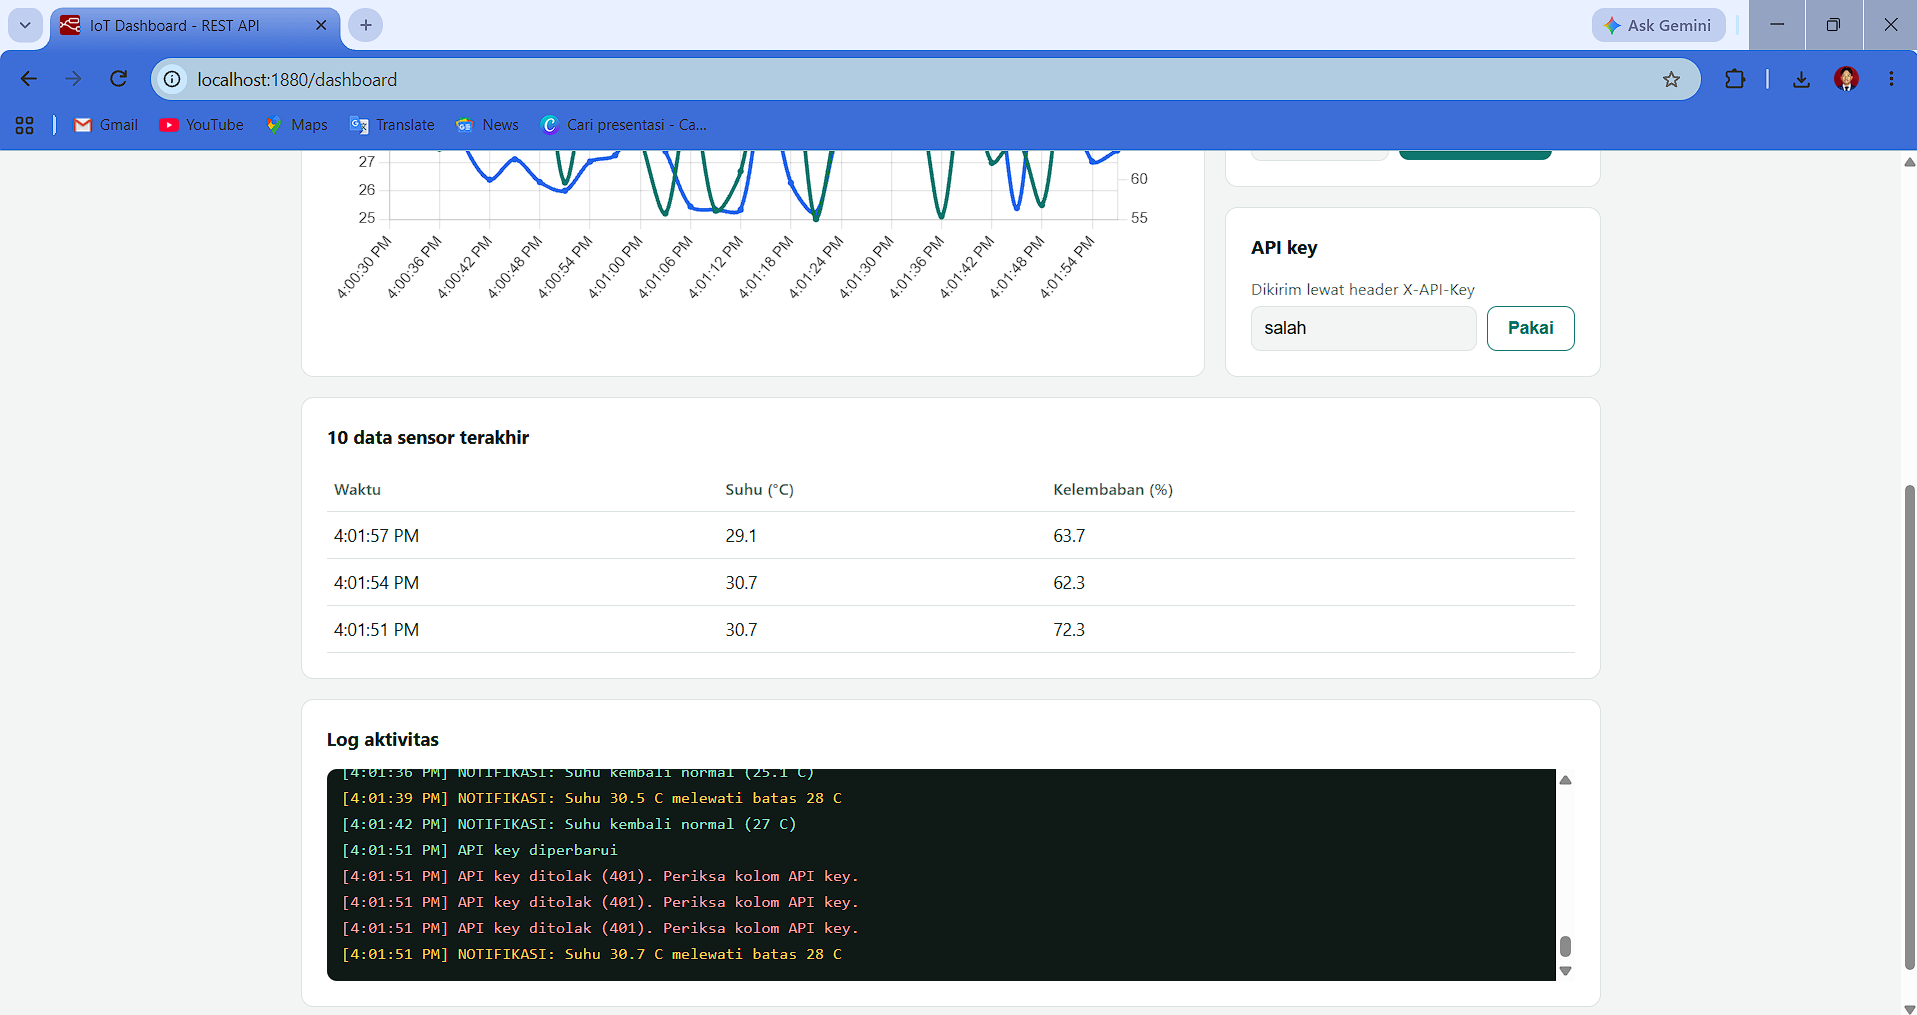 IoT Dashboard - REST API
Ask Gemini
localhost:1880/dashboard
Gmail
YouTube
Maps
Translate
News
Cari presentasi - Ca...
27
26
25
60
55
4:00:30 PM
4:00:36 PM
4:00:42 PM
4:00:48 PM
4:00:54 PM
4:01:00 PM
4:01:06 PM
4:01:12 PM
4:01:18 PM
4:01:24 PM
4:01:30 PM
4:01:36 PM
4:01:42 PM
4:01:48 PM
4:01:54 PM
API key
Dikirim lewat header X-API-Key
salah
Pakai
10 data sensor terakhir
Waktu Suhu (°C) Kelembaban (%)
4:01:57 PM 29.1 63.7
4:01:54 PM 30.7 62.3
4:01:51 PM 30.7 72.3
Log aktivitas
[4:01:36 PM] NOTIFIKASI: Suhu kembali normal (25.1 C)
[4:01:39 PM] NOTIFIKASI: Suhu 30.5 C melewati batas 28 C
[4:01:42 PM] NOTIFIKASI: Suhu kembali normal (27 C)
[4:01:51 PM] API key diperbarui
[4:01:51 PM] API key ditolak (401). Periksa kolom API key.
[4:01:51 PM] API key ditolak (401). Periksa kolom API key.
[4:01:51 PM] API key ditolak (401). Periksa kolom API key.
[4:01:51 PM] NOTIFIKASI: Suhu 30.7 C melewati batas 28 C